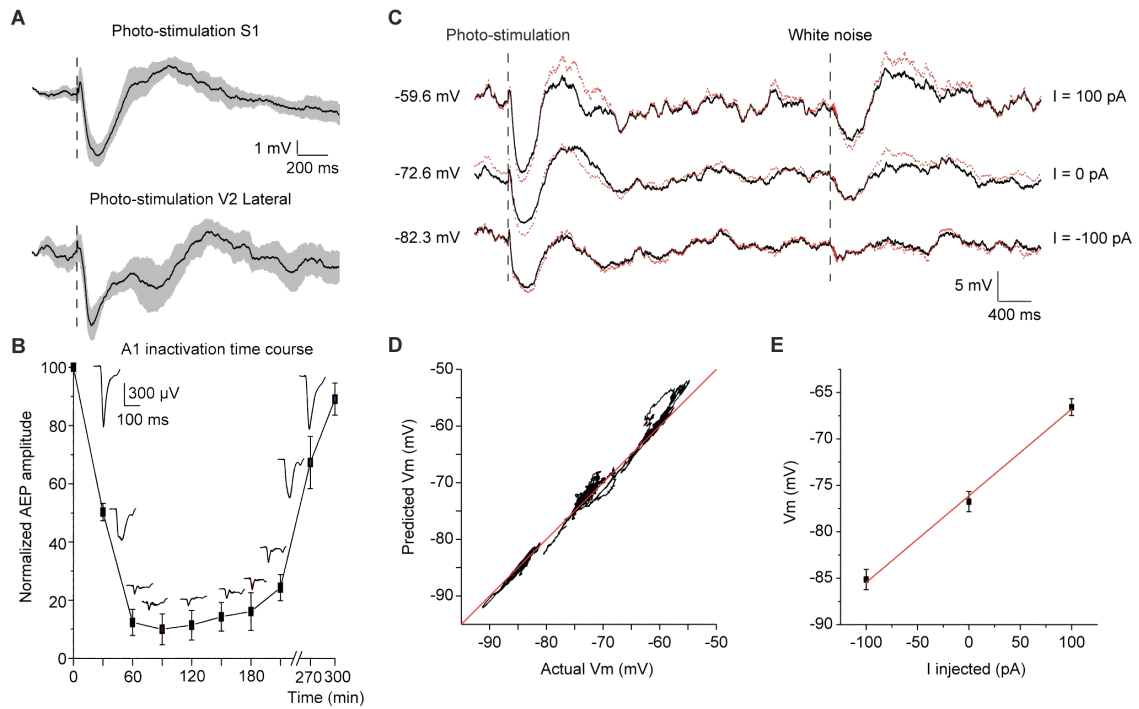 A
Photo-stimulation S1
1 mV
200 ms
Photo-stimulation V2 Lateral
B
A1 inactivation time course
Normalized AEP amplitude
100
80
60
40
20
0
300 µV
100 ms
0
60
120
180
270
300
Time (min)
C
Photo-stimulation
White noise
-59.6 mV
I = 100 pA
-72.6 mV
I = 0 pA
-82.3 mV
I = -100 pA
5 mV
400 ms
D
Predicted Vm (mV)
-50
-60
-70
-80
-90
-90
-80
-70
-60
-50
Actual Vm (mV)
E
Vm (mV)
-65
-70
-75
-80
-85
-90
-100
-50
0
50
100
I injected (pA)